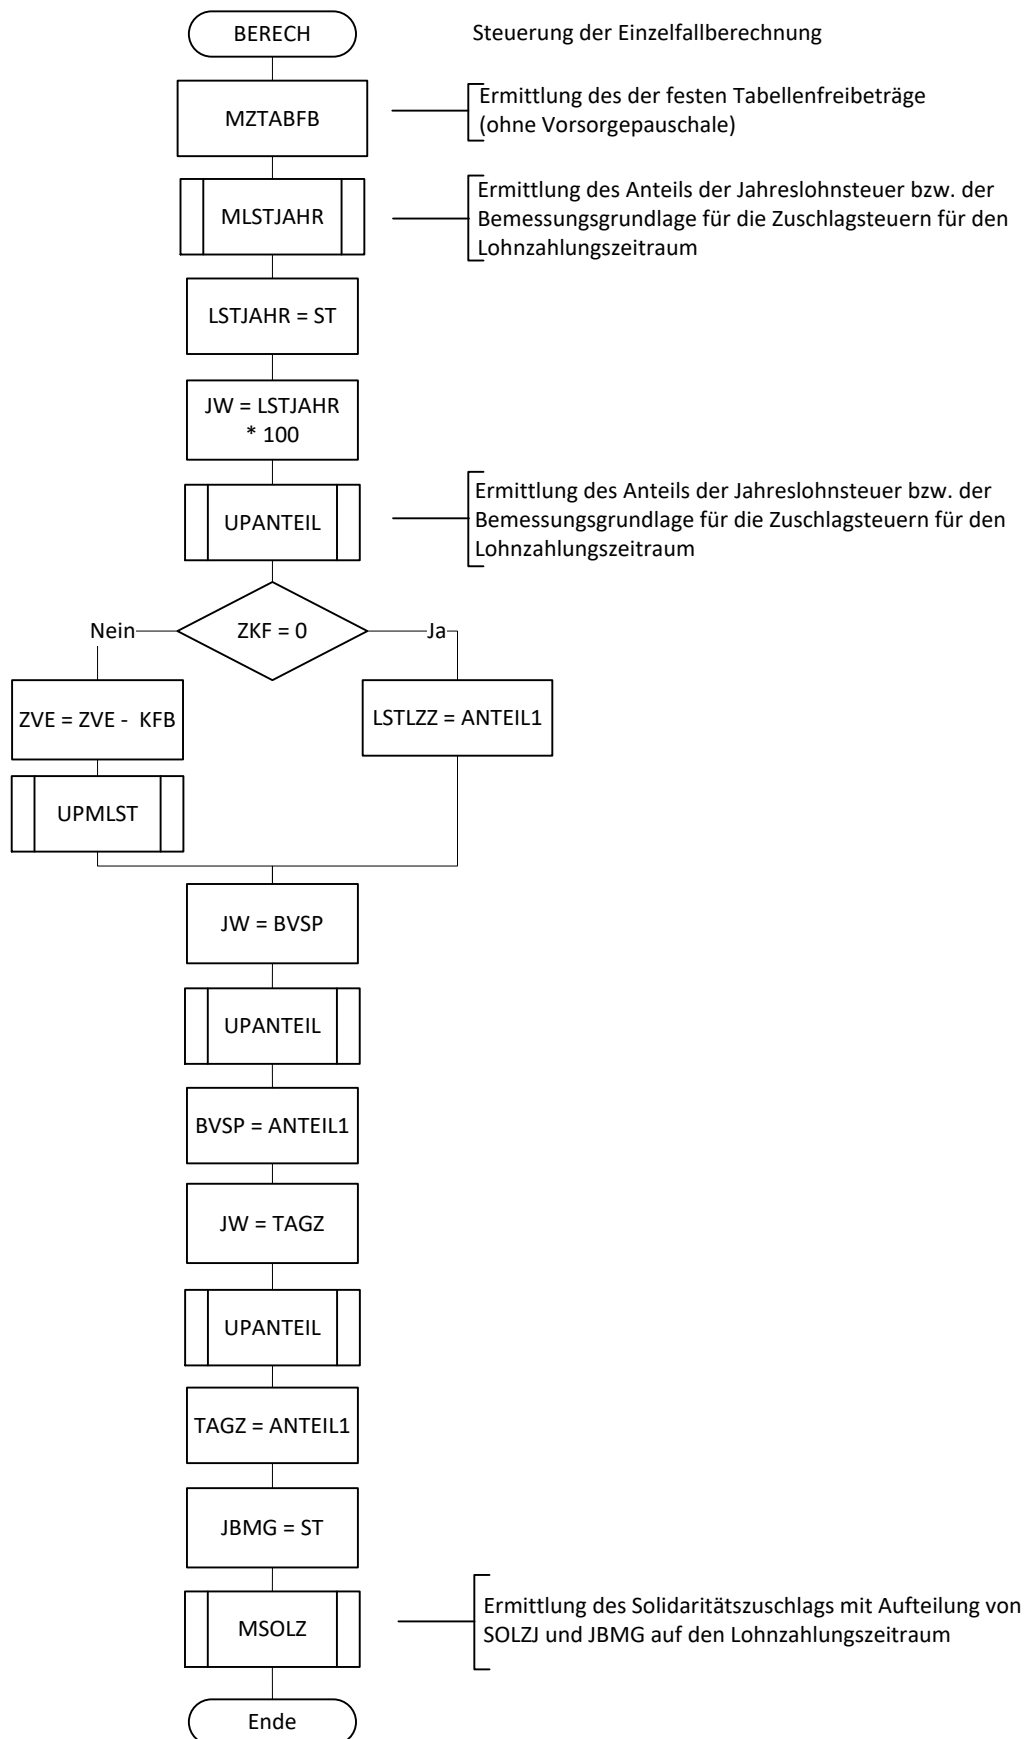 BERECH
Steuerung der Einzelfallberechnung
MZTABFB
Ermittlung des der festen Tabellenfreibeträge
(ohne Vorsorgepauschale)
MLSTJAHR
Ermittlung des Anteils der Jahreslohnsteuer bzw. der
Bemessungsgrundlage für die Zuschlagsteuern für den
Lohnzahlungszeitraum
LSTJAHR = ST
JW = LSTJAHR
* 100
UPANTEIL
Ermittlung des Anteils der Jahreslohnsteuer bzw. der
Bemessungsgrundlage für die Zuschlagsteuern für den
Lohnzahlungszeitraum
Nein
ZKF = 0
Ja
ZVE = ZVE - KFB
LSTLZZ = ANTEIL1
UPMLST
JW = BVSP
UPANTEIL
BVSP = ANTEIL1
JW = TAGZ
UPANTEIL
TAGZ = ANTEIL1
JBMG = ST
MSOLZ
Ermittlung des Solidaritätszuschlags mit Aufteilung von
SOLZJ und JBMG auf den Lohnzahlungszeitraum
Ende